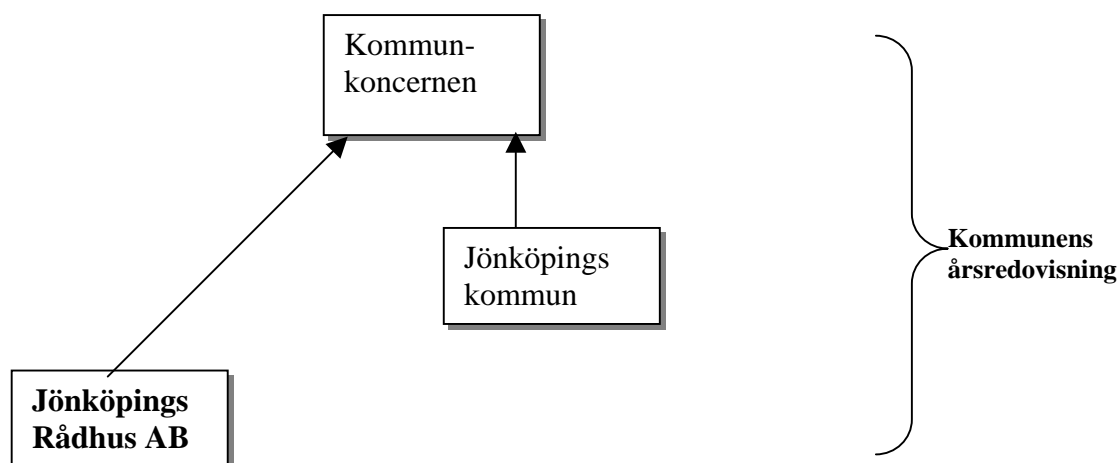 Kommun-
koncernen
Jönköpings
kommun
Kommunens
årsredovisning
Jönköpings
Rådhus AB